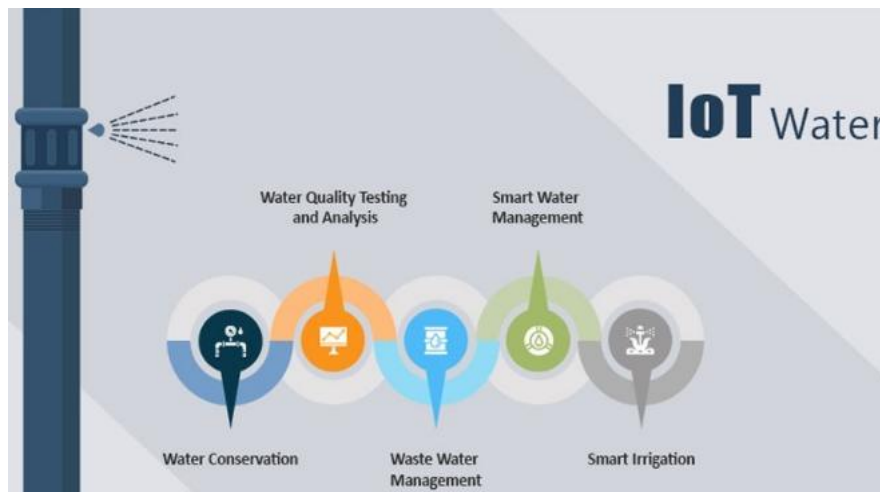 IoT Water
Water Quality Testing
and Analysis
Smart Water
Management
Water Conservation
Waste Water
Management
Smart Irrigation